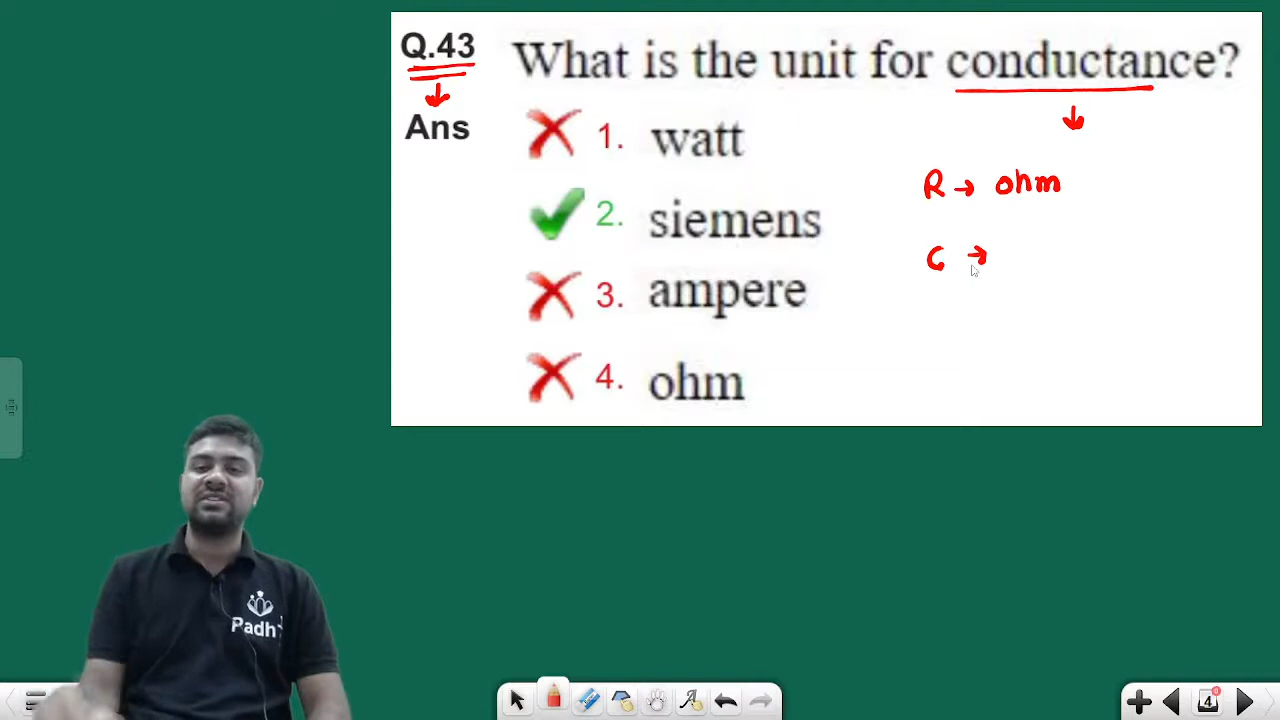 Q.43 What is the unit for conductance?
Ans
1. watt
2. siemens
3. ampere
4. ohm
R → ohm
C →
Padh
4